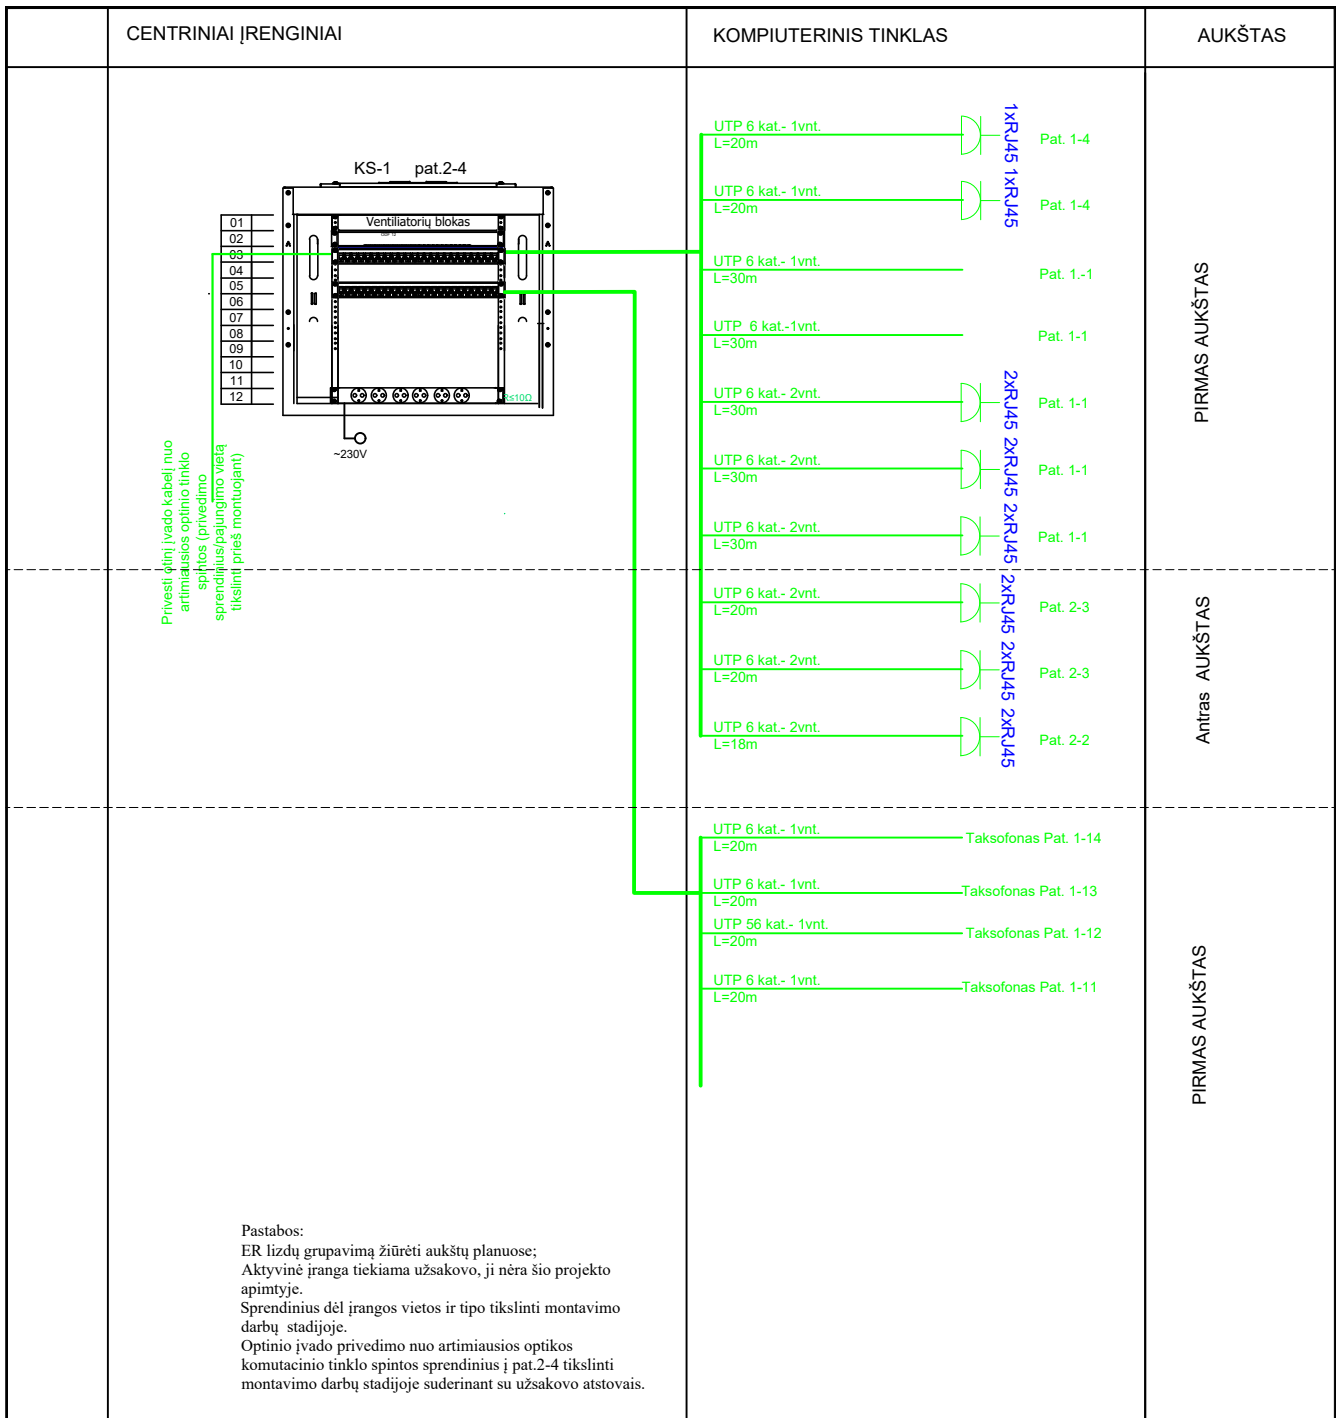 CENTRINIAI ĮRENGINIAI
KOMPIUTERINIS TINKLAS
AUKŠTAS
KS-1 pat.2-4
Ventiliatorių blokas
01
02
03
04
05
06
07
08
09
10
11
12
R≤10Ω
~230V
Privesti otinį įvado kabelį nuo
artimiausios optinio tinklo
spintos (privedimo
sprendinius/pajungimo vietą
tikslinti prieš montuojant)
UTP 6 kat.- 1vnt.
L=20m
1xRJ45
Pat. 1-4
UTP 6 kat.- 1vnt.
L=20m
1xRJ45
Pat. 1-4
UTP 6 kat.- 1vnt.
L=30m
Pat. 1.-1
UTP 6 kat.-1vnt.
L=30m
Pat. 1-1
UTP 6 kat.- 2vnt.
L=30m
2xRJ45
Pat. 1-1
UTP 6 kat.- 2vnt.
L=30m
2xRJ45
Pat. 1-1
UTP 6 kat.- 2vnt.
L=30m
2xRJ45
Pat. 1-1
PIRMAS AUKŠTAS
UTP 6 kat.- 2vnt.
L=20m
2xRJ45
Pat. 2-3
UTP 6 kat.- 2vnt.
L=20m
2xRJ45
Pat. 2-3
UTP 6 kat.- 2vnt.
L=18m
2xRJ45
Pat. 2-2
Antras AUKŠTAS
UTP 6 kat.- 1vnt.
L=20m
Taksofonas Pat. 1-14
UTP 6 kat.- 1vnt.
L=20m
Taksofonas Pat. 1-13
UTP 56 kat.- 1vnt.
L=20m
Taksofonas Pat. 1-12
UTP 6 kat.- 1vnt.
L=20m
Taksofonas Pat. 1-11
PIRMAS AUKŠTAS
Pastabos:
ER lizdų grupavimą žiūrėti aukštų planuose;
Aktyvinė įranga tiekiama užsakovo, ji nėra šio projekto
apimtyje.
Sprendinius dėl įrangos vietos ir tipo tikslinti montavimo
darbų stadijoje.
Optinio įvado privedimo nuo artimiausios optikos
komutacinio tinklo spintos sprendinius į pat.2-4 tikslinti
montavimo darbų stadijoje suderinant su užsakovo atstovais.